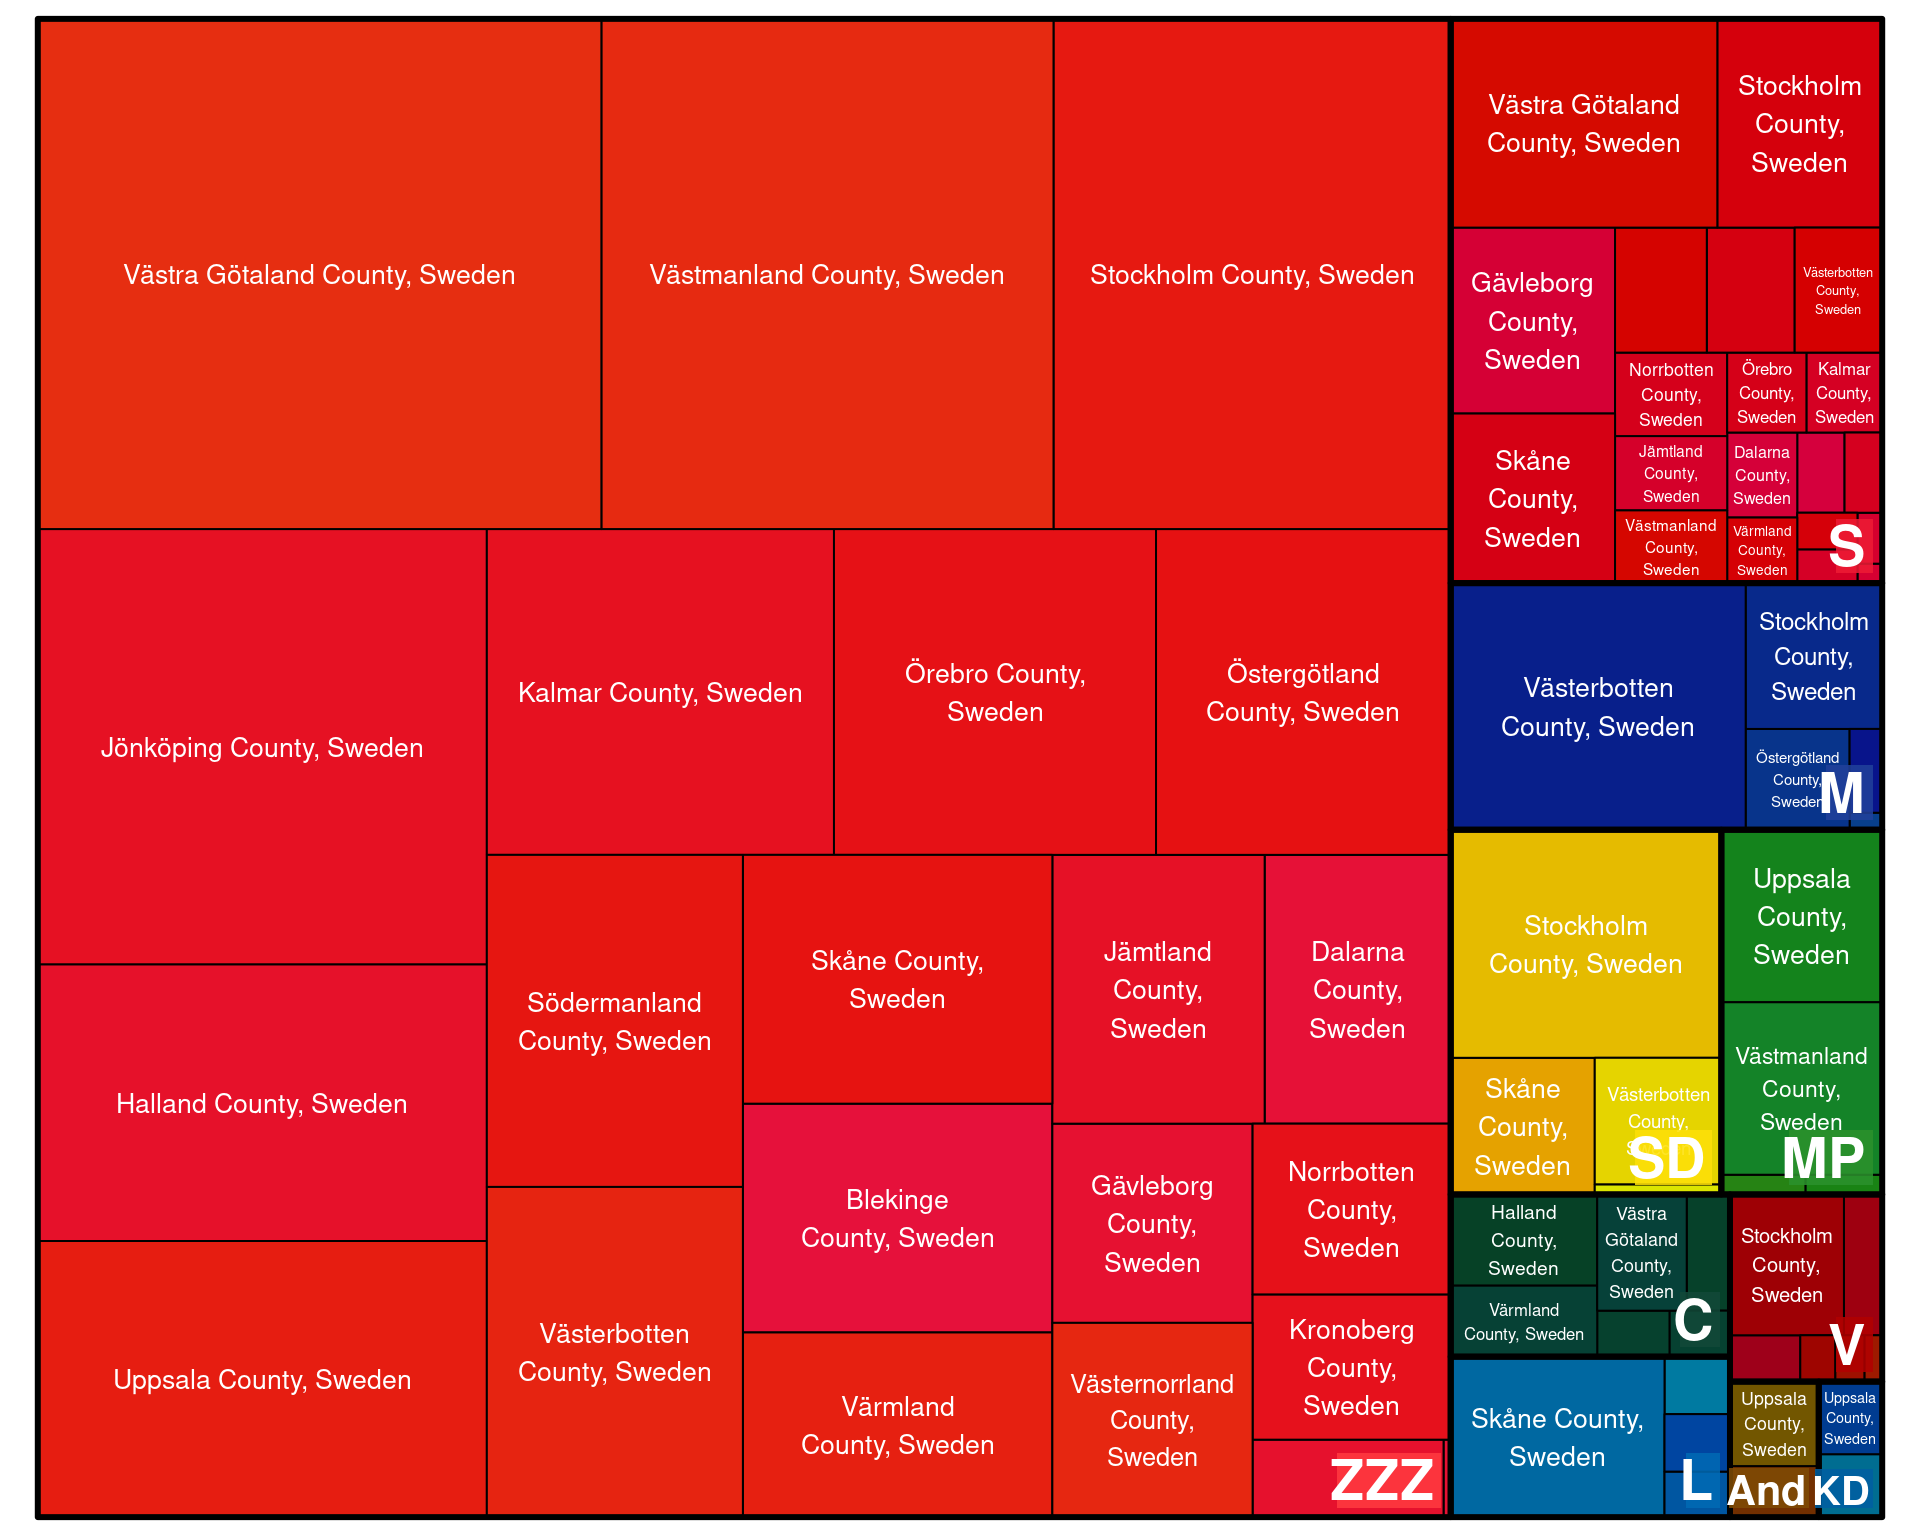 Västra Götaland County, Sweden
Västmanland County, Sweden
Stockholm County, Sweden
Jönköping County, Sweden
Kalmar County, Sweden
Örebro County,
Sweden
Östergötland
County, Sweden
Halland County, Sweden
Uppsala County, Sweden
Södermanland
County, Sweden
Västerbotten
County, Sweden
Skåne County,
Sweden
Blekinge
County, Sweden
Värmland
County, Sweden
Jämtland
County,
Sweden
Dalarna
County,
Sweden
Gävleborg
County,
Sweden
Västernorrland
County,
Sweden
Norrbotten
County,
Sweden
Kronoberg
County,
Sweden
ZZZ
Västra Götaland
County, Sweden
Stockholm
County,
Sweden
Gävleborg
County,
Sweden
Skåne
County,
Sweden
Västerbotten
County,
Sweden
Norrbotten
County,
Sweden
Örebro
County,
Sweden
Kalmar
County,
Sweden
Jämtland
County,
Sweden
Dalarna
County,
Sweden
Västmanland
County,
Sweden
Värmland
County,
Sweden
S
Västerbotten
County, Sweden
Stockholm
County,
Sweden
Östergötland
County,
Sweden
M
Stockholm
County, Sweden
Skåne
County,
Sweden
Västerbotten
County,
SD
Uppsala
County,
Sweden
Västmanland
County,
Sweden
MP
Halland
County,
Sweden
Västra
Götaland
County,
Sweden
Värmland
County, Sweden
C
Stockholm
County,
Sweden
V
Skåne County,
Sweden
L
Uppsala
County,
Sweden
And
Uppsala
County,
Sweden
KD